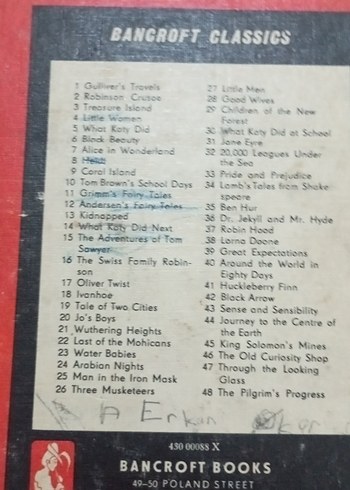 BANCROFT CLASSICS
1 Gulliver's Travels
2 Robinson Crusoe
3 Treasure Island
4 Little Women
5 What Katy Did
6 Black Beauty
7 Alice in Wonderland
8 Heidi
9 Coral Island
10 Tom Brown's School Days
11 Grimm's Fairy Tales
12 Andersen's Fairy Tales
13 Kidnapped
14 What Katy Did Next
15 The Adventures of Tom
Sawyer
16 The Swiss Family Robin-
son
17 Oliver Twist
18 Ivanhoe
19 Tale of Two Cities
20 Jo's Boys
21 Wuthering Heights
22 Last of the Mohicans
23 Water Babies
24 Arabian Nights
25 Man in the Iron Mask
26 Three Musketeers
27 Little Men
28 Good Wives
29 Children of the New
Forest
30 What Katy Did at School
31 Jane Eyre
32 20,000 Leagues Under
the Sea
33 Pride and Prejudice
34 Lamb's Tales from Shake-
speare
35 Ben Hur
36 Dr. Jekyll and Mr. Hyde
37 Robin Hood
38 Lorna Doone
39 Great Expectations
40 Around the World in
Eighty Days
41 Huckleberry Finn
42 Black Arrow
43 Sense and Sensibility
44 Journey to the Centre of
the Earth
45 King Solomon's Mines
46 The Old Curiosity Shop
47 Through the Looking
Glass
48 The Pilgrim's Progress
A Erkin
430 00088 X
BANCROFT BOOKS
49-50 POLAND STREET